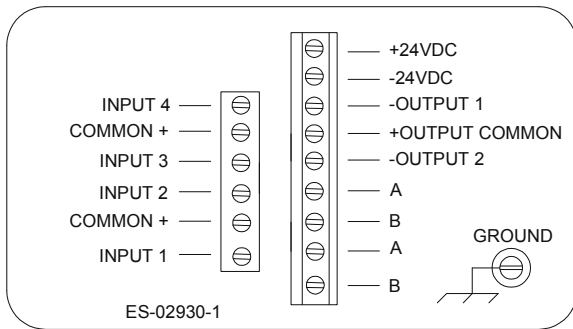 INPUT 4
COMMON +
INPUT 3
INPUT 2
COMMON +
INPUT 1
+24VDC
-24VDC
-OUTPUT 1
+OUTPUT COMMON
-OUTPUT 2
A
B
A
B
GROUND
ES-02930-1